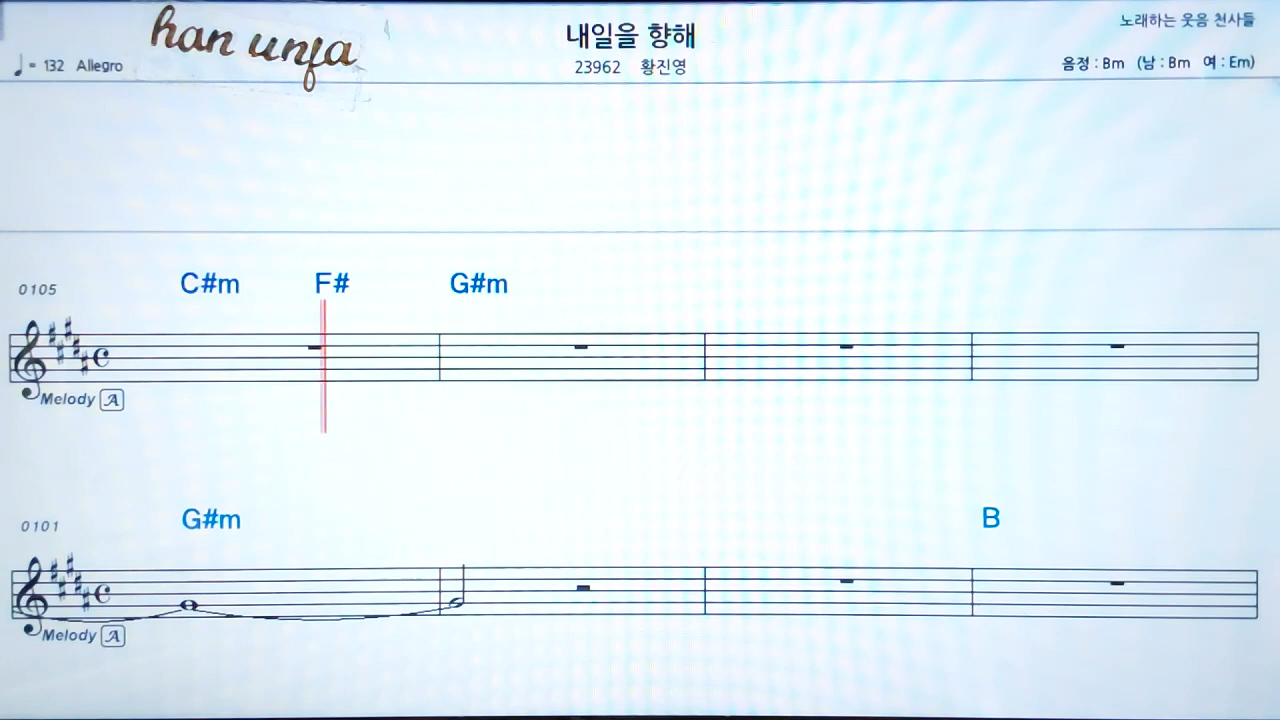 han unja
내일을 향해
노래하는 웃음 천사들
♩= 132 Allegro
23962 황진영
음정 : Bm (남 : Bm 여 : Em)
0105
C#m F# G#m
Melody A
0101
G#m B
Melody A